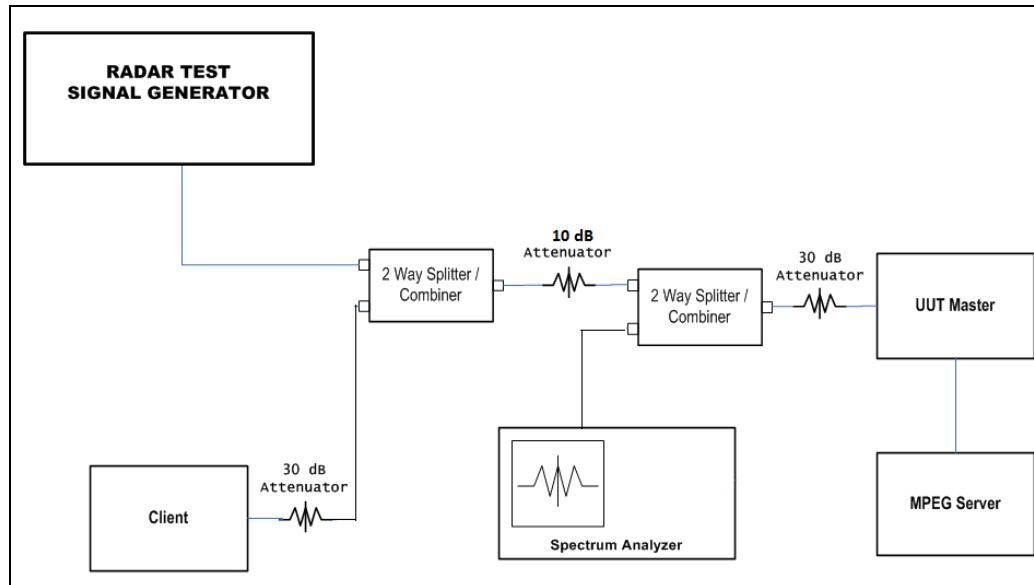 RADAR TEST
SIGNAL GENERATOR
10 dB
Attenuator
30 dB
Attenuator
2 Way Splitter /
Combiner
2 Way Splitter /
Combiner
UUT Master
30 dB
Attenuator
Client
Spectrum Analyzer
MPEG Server